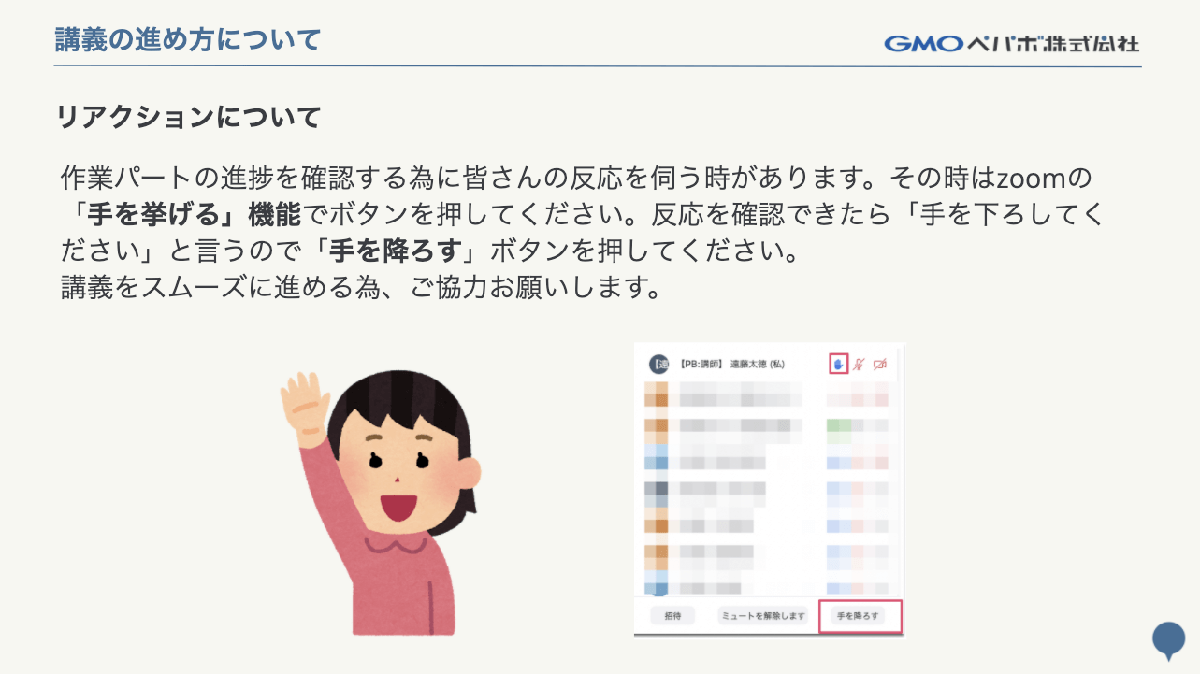 講義の進め方について
GMOペパボ株式会社
リアクションについて
作業パートの進捗を確認する為に皆さんの反応を伺う時があります。その時はzoomの
「手を挙げる」機能でボタンを押してください。反応を確認できたら「手を下ろしてく
ださい」と言うので「手を降ろす」ボタンを押してください。
講義をスムーズに進める為、ご協力お願いします。
【PB:講師】 遠藤太徳 (私)
招待
ミュートを解除します
手を降ろす